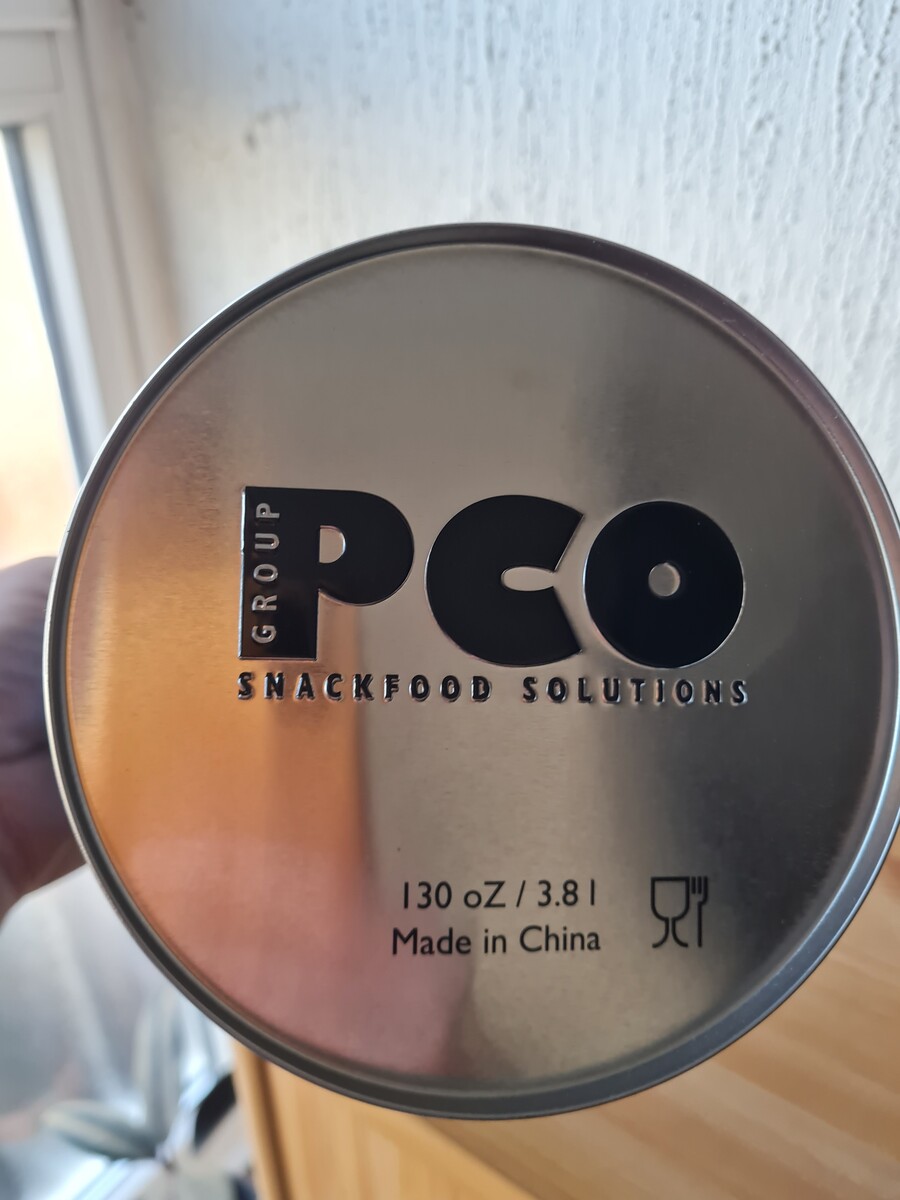 GROUP
PCO
SNACKFOOD SOLUTIONS
130 oZ / 3.8 l
Made in China